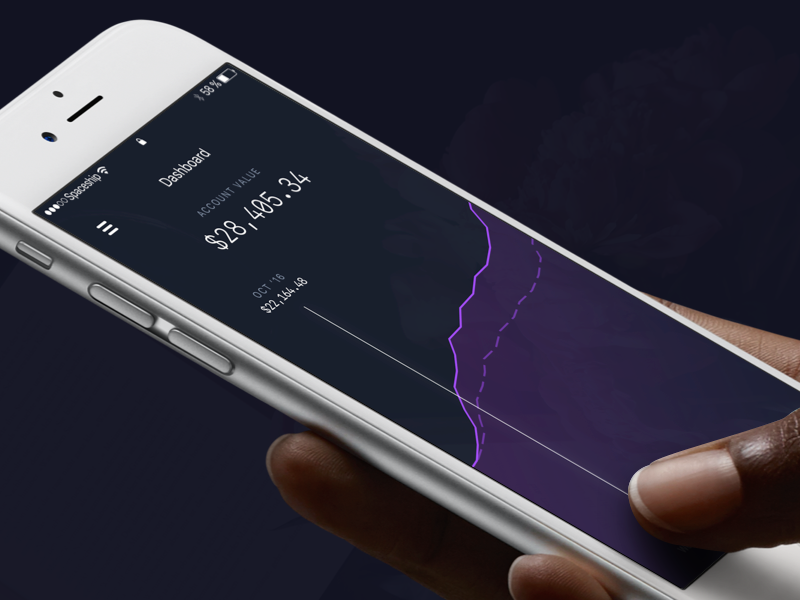 Spaceship 58 %
Dashboard
ACCOUNT VALUE
$28,405.34
OCT '16
$22,164.48